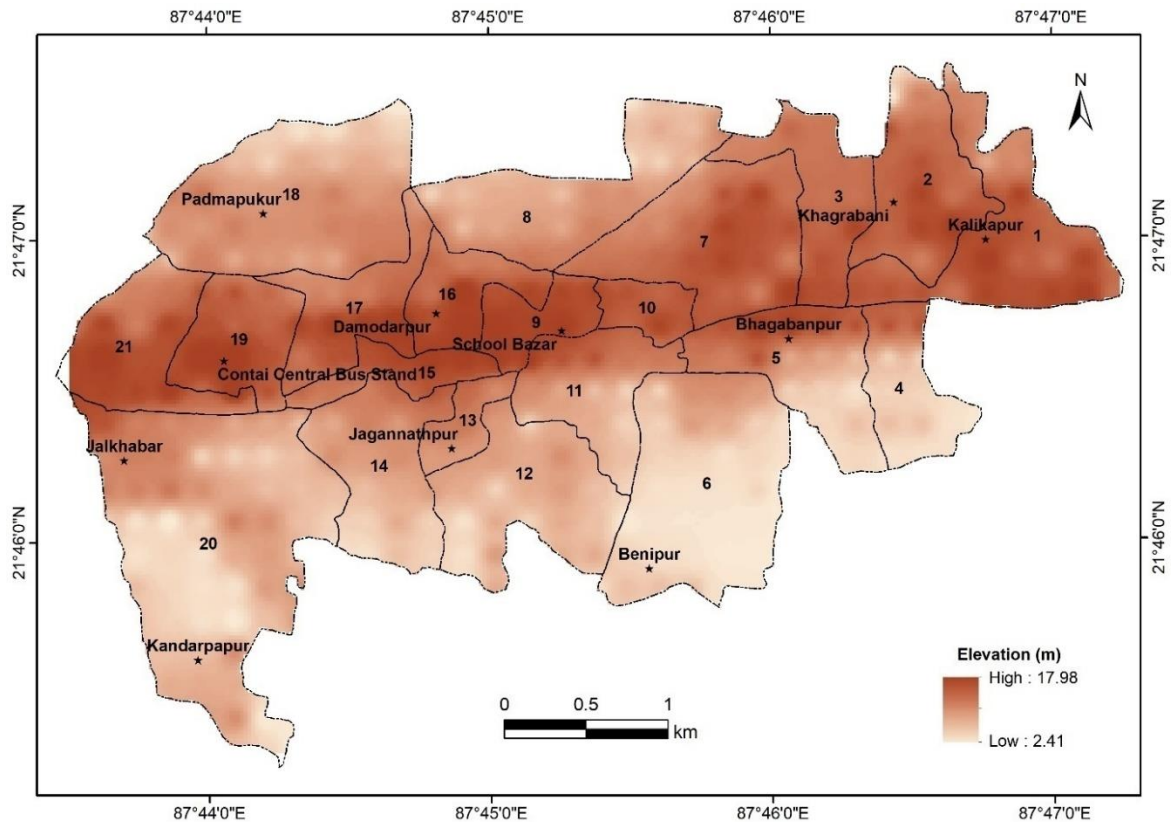 87°44'0"E 87°45'0"E 87°46'0"E 87°47'0"E
N
Padmapukur 18
2
3
Khagrabani
8
Kalikapur 1
7
21°47'0"N 21°47'0"N
16
17 10
Damodarpur 9
Bhagabanpur
21 19 School Bazar
5
Contai Central Bus Stand 15
11 4
13
Jagannathpur
Jalkhabar
14 12
6
20
21°46'0"N 21°46'0"N
Benipur
Kandarpapur
Elevation (m)
High : 17.98
Low : 2.41
0 0.5 1
km
87°44'0"E 87°45'0"E 87°46'0"E 87°47'0"E